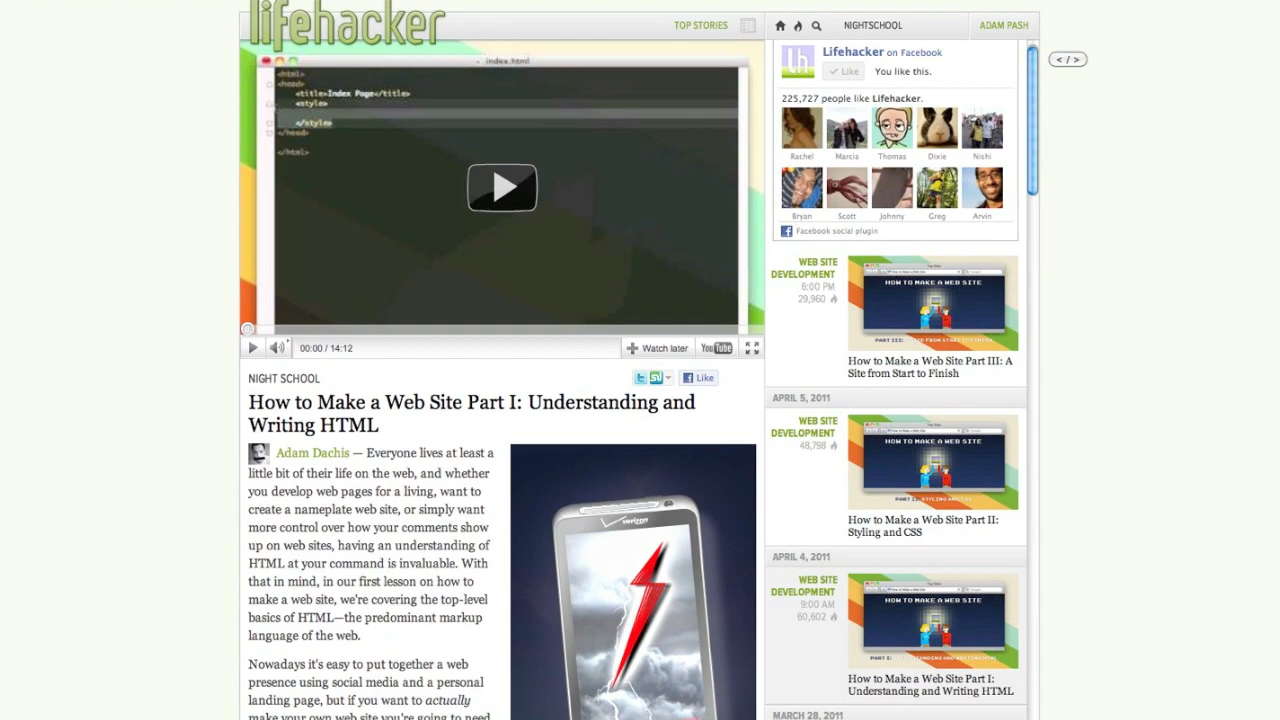 lifehacker
TOP STORIES
NIGHTSCHOOL
ADAM PASH
index.html
<html>
<head>
<title>Index Page</title>
<style>
</style>
</head>
</html>
00:00 / 14:12
Watch later
YouTube
NIGHT SCHOOL
Like
How to Make a Web Site Part I: Understanding and
Writing HTML
Adam Dachis — Everyone lives at least a
little bit of their life on the web, and whether
you develop web pages for a living, want to
create a nameplate web site, or simply want
more control over how your comments show
up on web sites, having an understanding of
HTML at your command is invaluable. With
that in mind, in our first lesson on how to
make a web site, we're covering the top-level
basics of HTML—the predominant markup
language of the web.
Nowadays it's easy to put together a web
presence using social media and a personal
landing page, but if you want to actually
make your own web site you're going to need
verizon
lh
Lifehacker on Facebook
Like
You like this.
225,727 people like Lifehacker.
Rachel Marcia Thomas Dixie Nishi
Bryan Scott Johnny Greg Arvin
Facebook social plugin
< / >
WEB SITE
DEVELOPMENT
6:00 PM
29,960
HOW TO MAKE A WEB SITE
PART III: A SITE FROM START TO FINISH
How to Make a Web Site Part III: A
Site from Start to Finish
APRIL 5, 2011
WEB SITE
DEVELOPMENT
48,798
HOW TO MAKE A WEB SITE
How to Make a Web Site Part II:
Styling and CSS
APRIL 4, 2011
WEB SITE
DEVELOPMENT
9:00 AM
60,602
HOW TO MAKE A WEB SITE
PART I: UNDERSTANDING AND WRITING HTML
How to Make a Web Site Part I:
Understanding and Writing HTML
MARCH 28, 2011